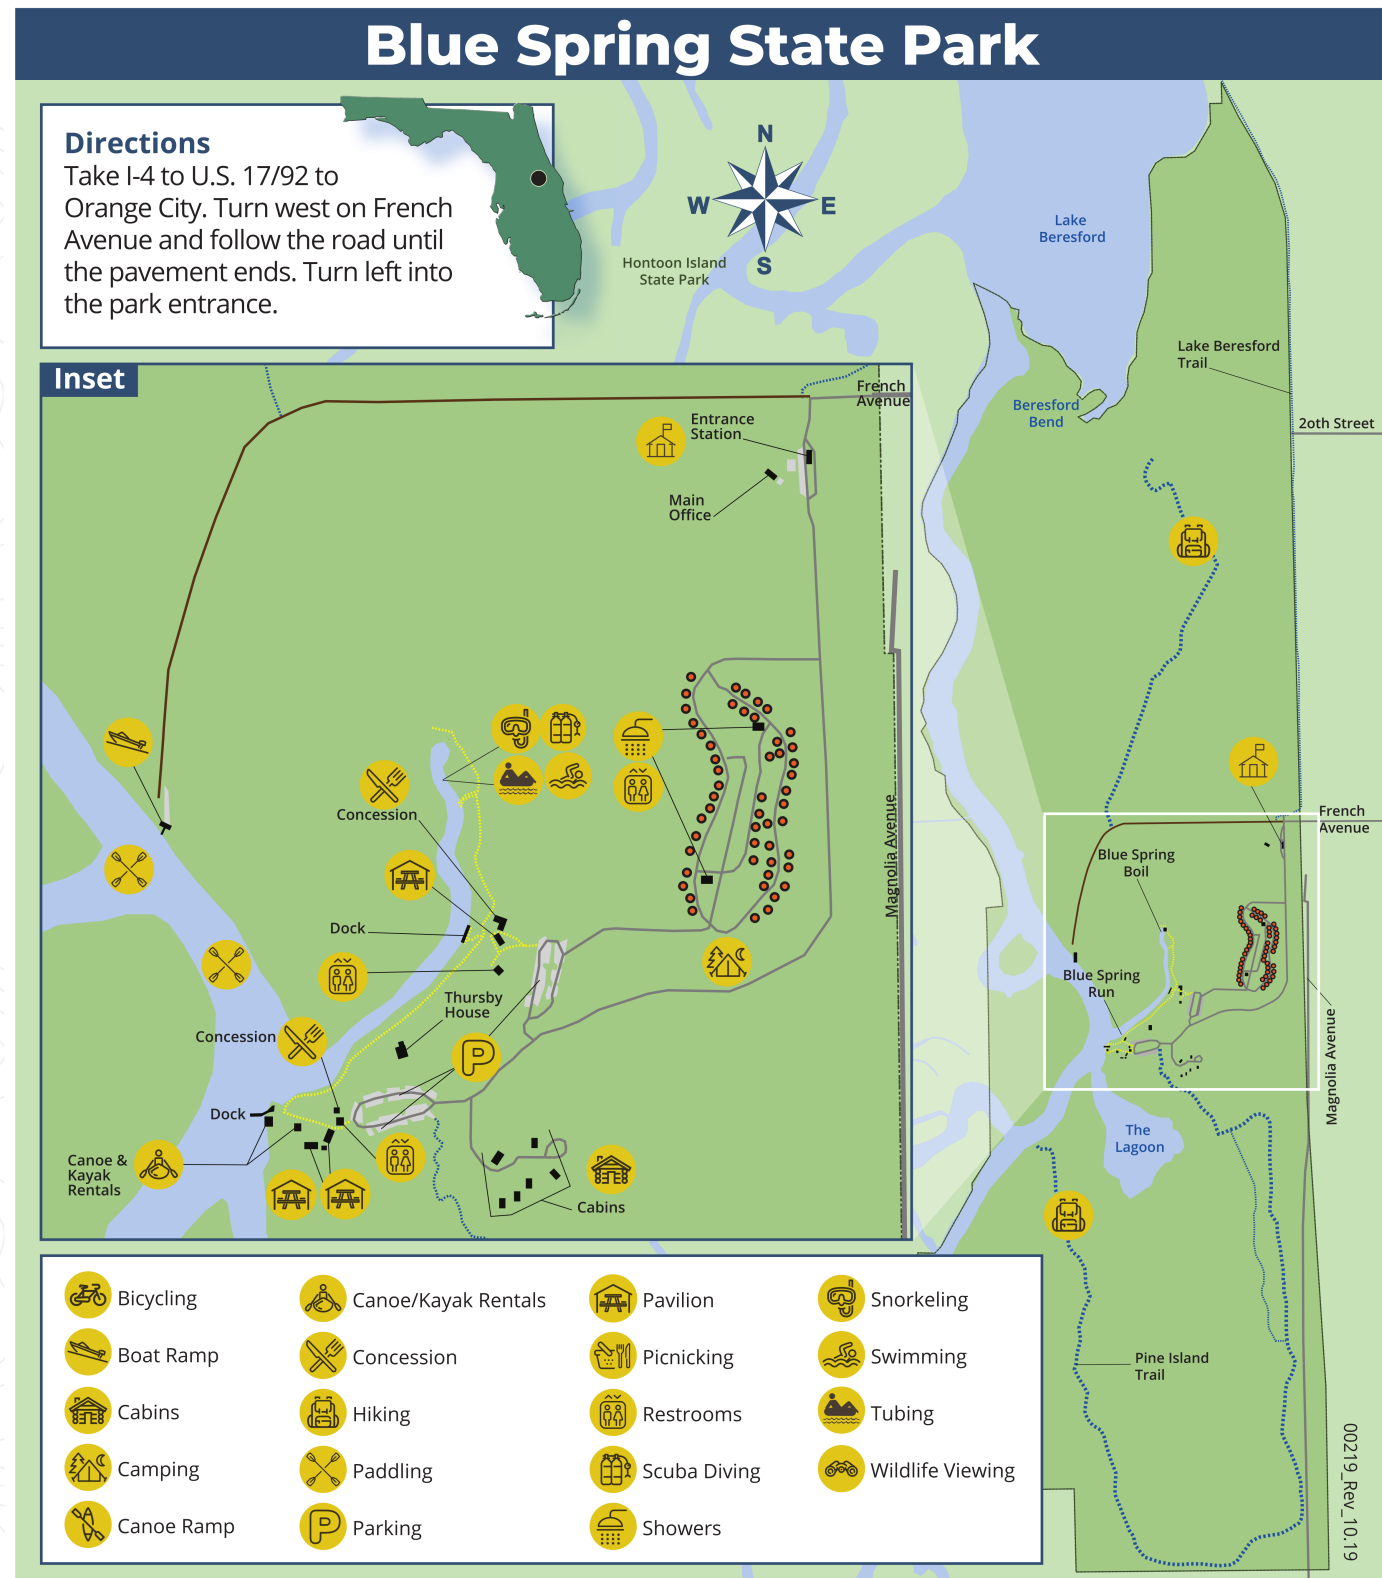 Blue Spring State Park
Directions
Take I-4 to U.S. 17/92 to
Orange City. Turn west on French
Avenue and follow the road until
the pavement ends. Turn left into
the park entrance.
N
W
E
S
Hontoon Island
State Park
Lake
Beresford
Lake Beresford
Trail
Beresford
Bend
2oth Street
Inset
French
Avenue
Entrance
Station
Main
Office
Concession
Dock
Thursby
House
Concession
P
Dock
Canoe &
Kayak
Rentals
Cabins
Magnolia Avenue
French
Avenue
Blue Spring
Boil
Blue Spring
Run
Magnolia Avenue
The
Lagoon
Pine Island
Trail
Bicycling
Boat Ramp
Cabins
Camping
Canoe Ramp
Canoe/Kayak Rentals
Concession
Hiking
Paddling
P
Parking
Pavilion
Picnicking
Restrooms
Scuba Diving
Showers
Snorkeling
Swimming
Tubing
Wildlife Viewing
00219_Rev_10.19